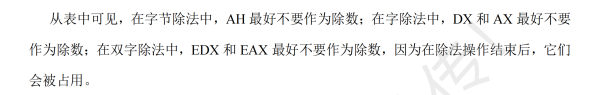 从表中可见，在字节除法中，AH 最好不要作为除数；在字除法中，DX 和 AX 最好不要
作为除数；在双字除法中，EDX 和 EAX 最好不要作为除数，因为在除法操作结束后，它们
会被占用。
传